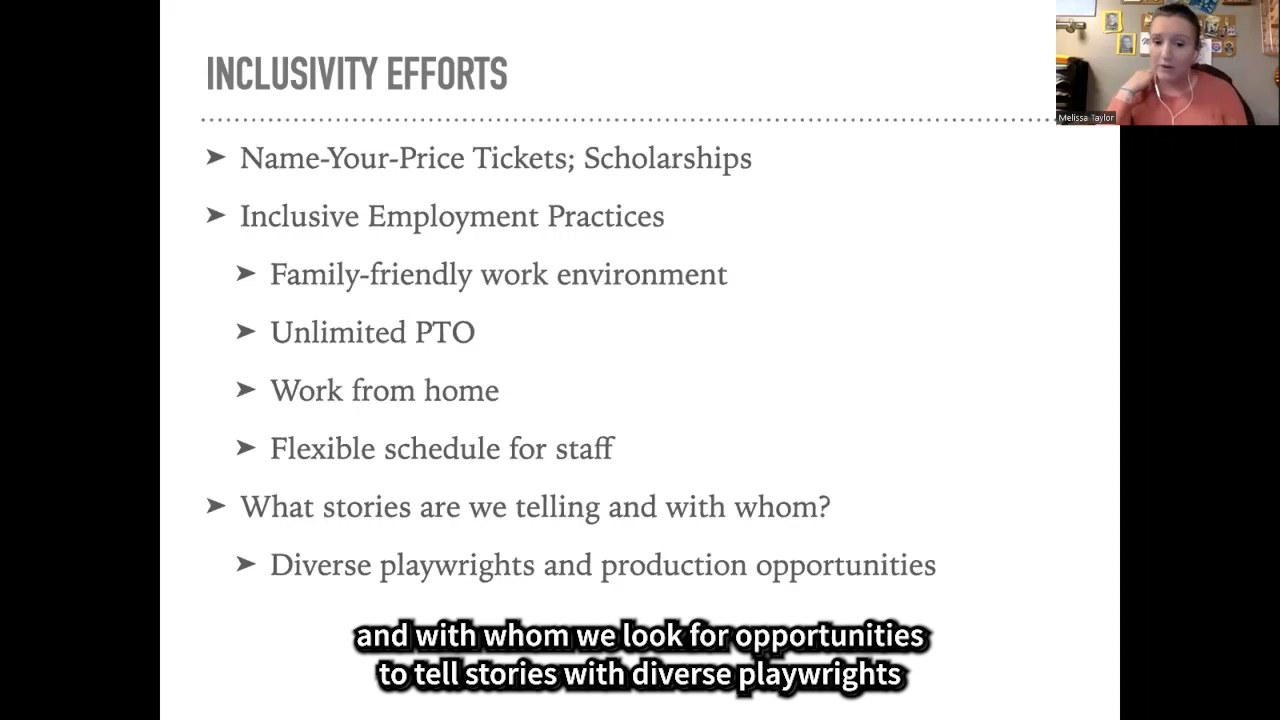 INCLUSIVITY EFFORTS
Melissa Taylor
➤ Name-Your-Price Tickets; Scholarships
➤ Inclusive Employment Practices
➤ Family-friendly work environment
➤ Unlimited PTO
➤ Work from home
➤ Flexible schedule for staff
➤ What stories are we telling and with whom?
➤ Diverse playwrights and production opportunities
and with whom we look for opportunities
to tell stories with diverse playwrights